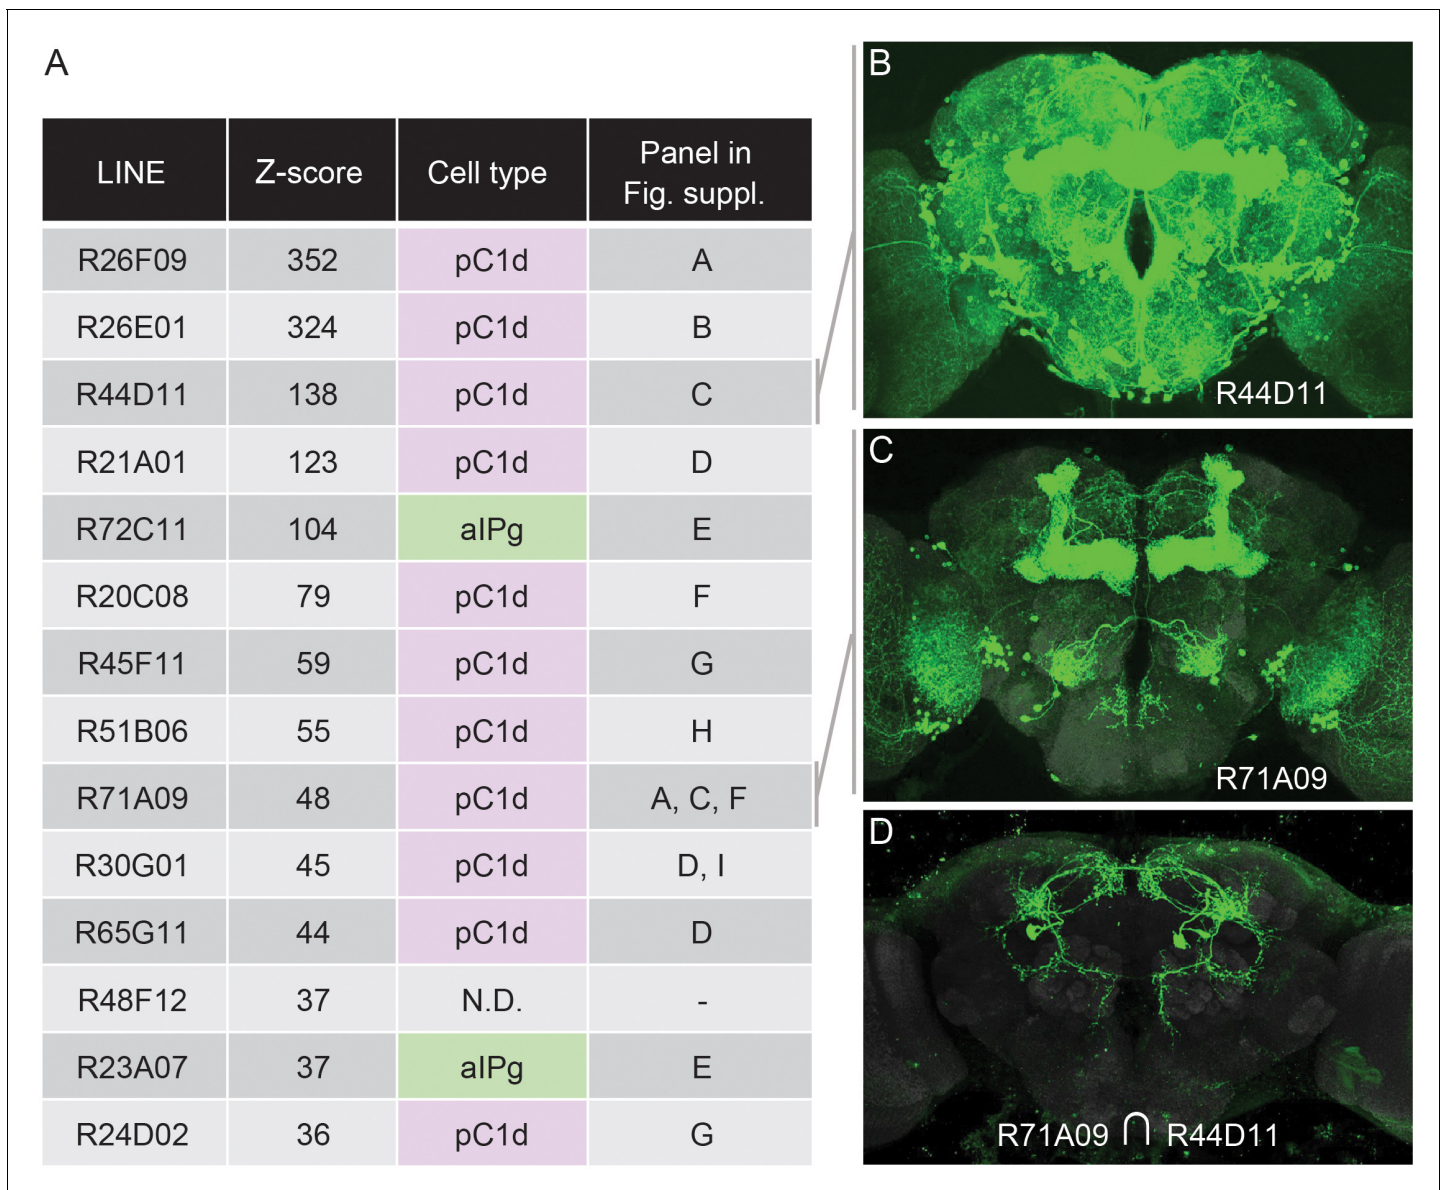 A
LINE Z-score Cell type Panel in
Fig. suppl.
R26F09 352 pC1d A
R26E01 324 pC1d B
R44D11 138 pC1d C
R21A01 123 pC1d D
R72C11 104 aIPg E
R20C08 79 pC1d F
R45F11 59 pC1d G
R51B06 55 pC1d H
R71A09 48 pC1d A, C, F
R30G01 45 pC1d D, I
R65G11 44 pC1d D
R48F12 37 N.D. -
R23A07 37 aIPg E
R24D02 36 pC1d G
B
R44D11
C
R71A09
D
R71A09 ∩ R44D11